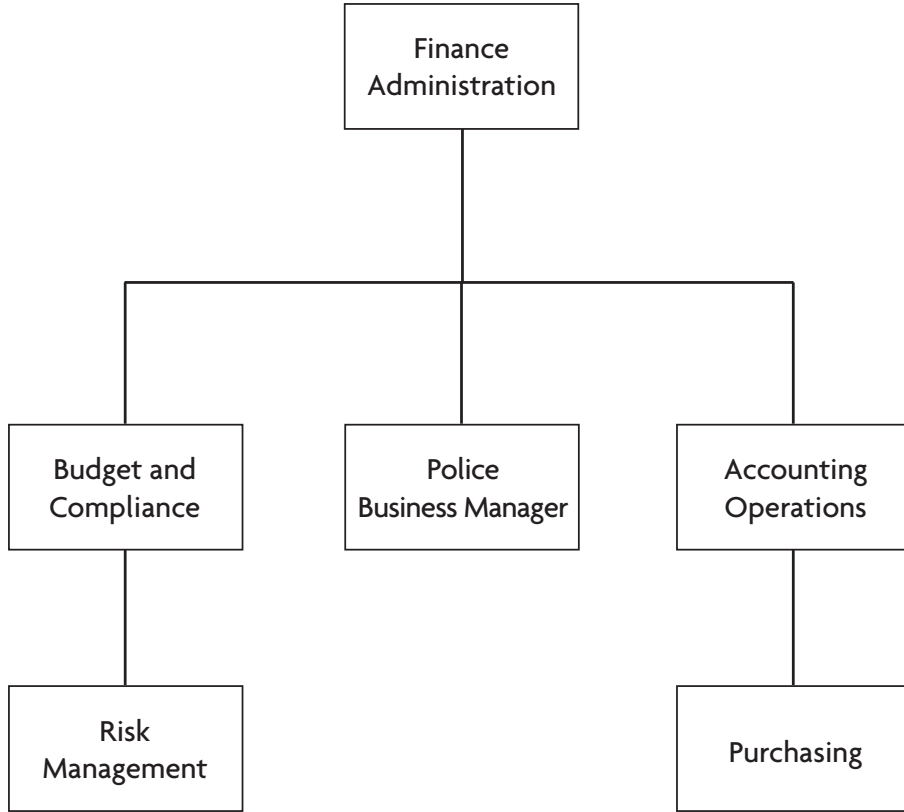 Finance
Administration
Budget and
Compliance
Police
Business Manager
Accounting
Operations
Risk
Management
Purchasing